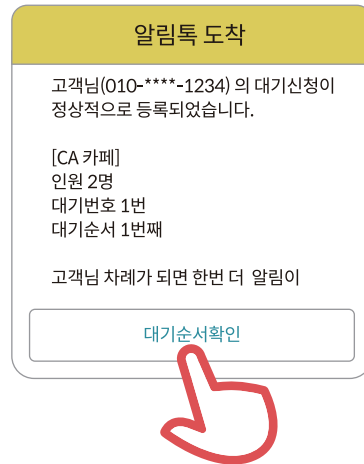 알림톡 도착
고객님(010-****-1234) 의 대기신청이
정상적으로 등록되었습니다.
[CA 카페]
인원 2명
대기번호 1번
대기순서 1번째
고객님 차례가 되면 한번 더 알림이
대기순서확인